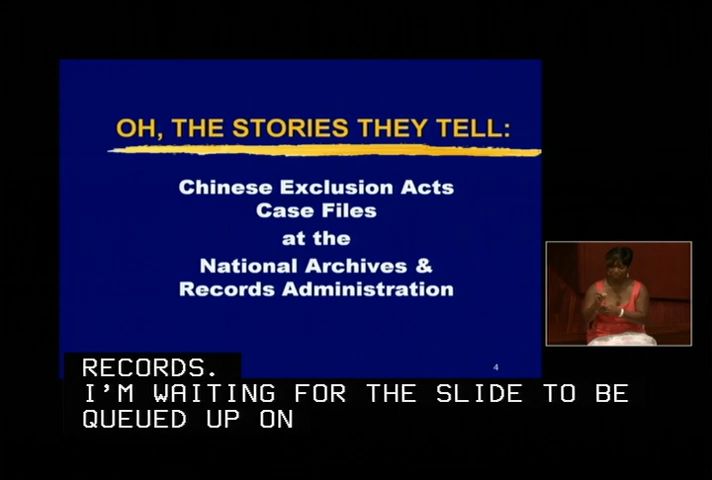 OH, THE STORIES THEY TELL:
Chinese Exclusion Acts
Case Files
at the
National Archives &
Records Administration
4
RECORDS.
I'M WAITING FOR THE SLIDE TO BE
QUEUED UP ON